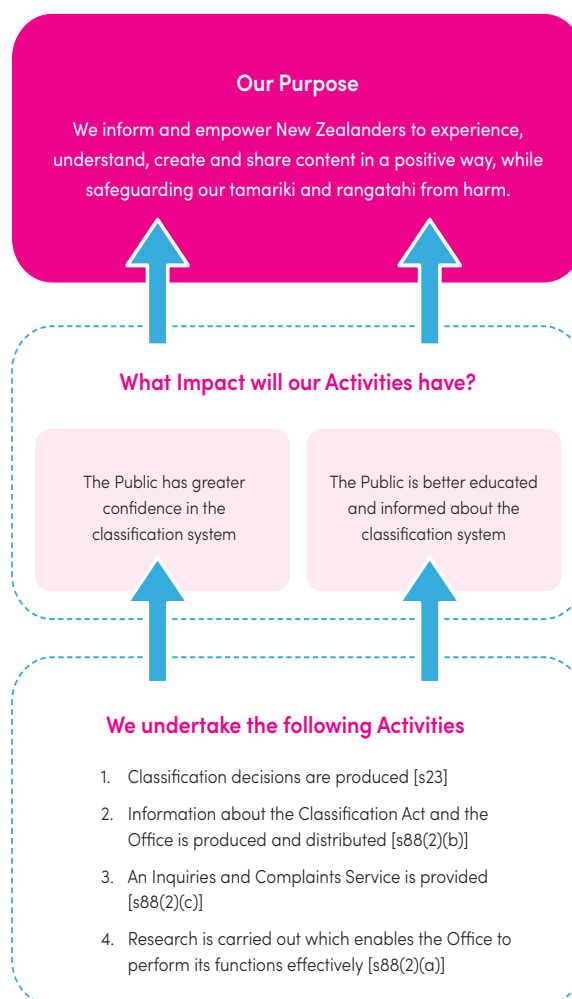 Our Purpose
We inform and empower New Zealanders to experience,
understand, create and share content in a positive way, while
safeguarding our tamariki and rangatahi from harm.
What Impact will our Activities have?
The Public has greater
confidence in the
classification system
The Public is better educated
and informed about the
classification system
We undertake the following Activities
1. Classification decisions are produced [s23]
2. Information about the Classification Act and the
Office is produced and distributed [s88(2)(b)]
3. An Inquiries and Complaints Service is provided
[s88(2)(c)]
4. Research is carried out which enables the Office to
perform its functions effectively [s88(2)(a)]